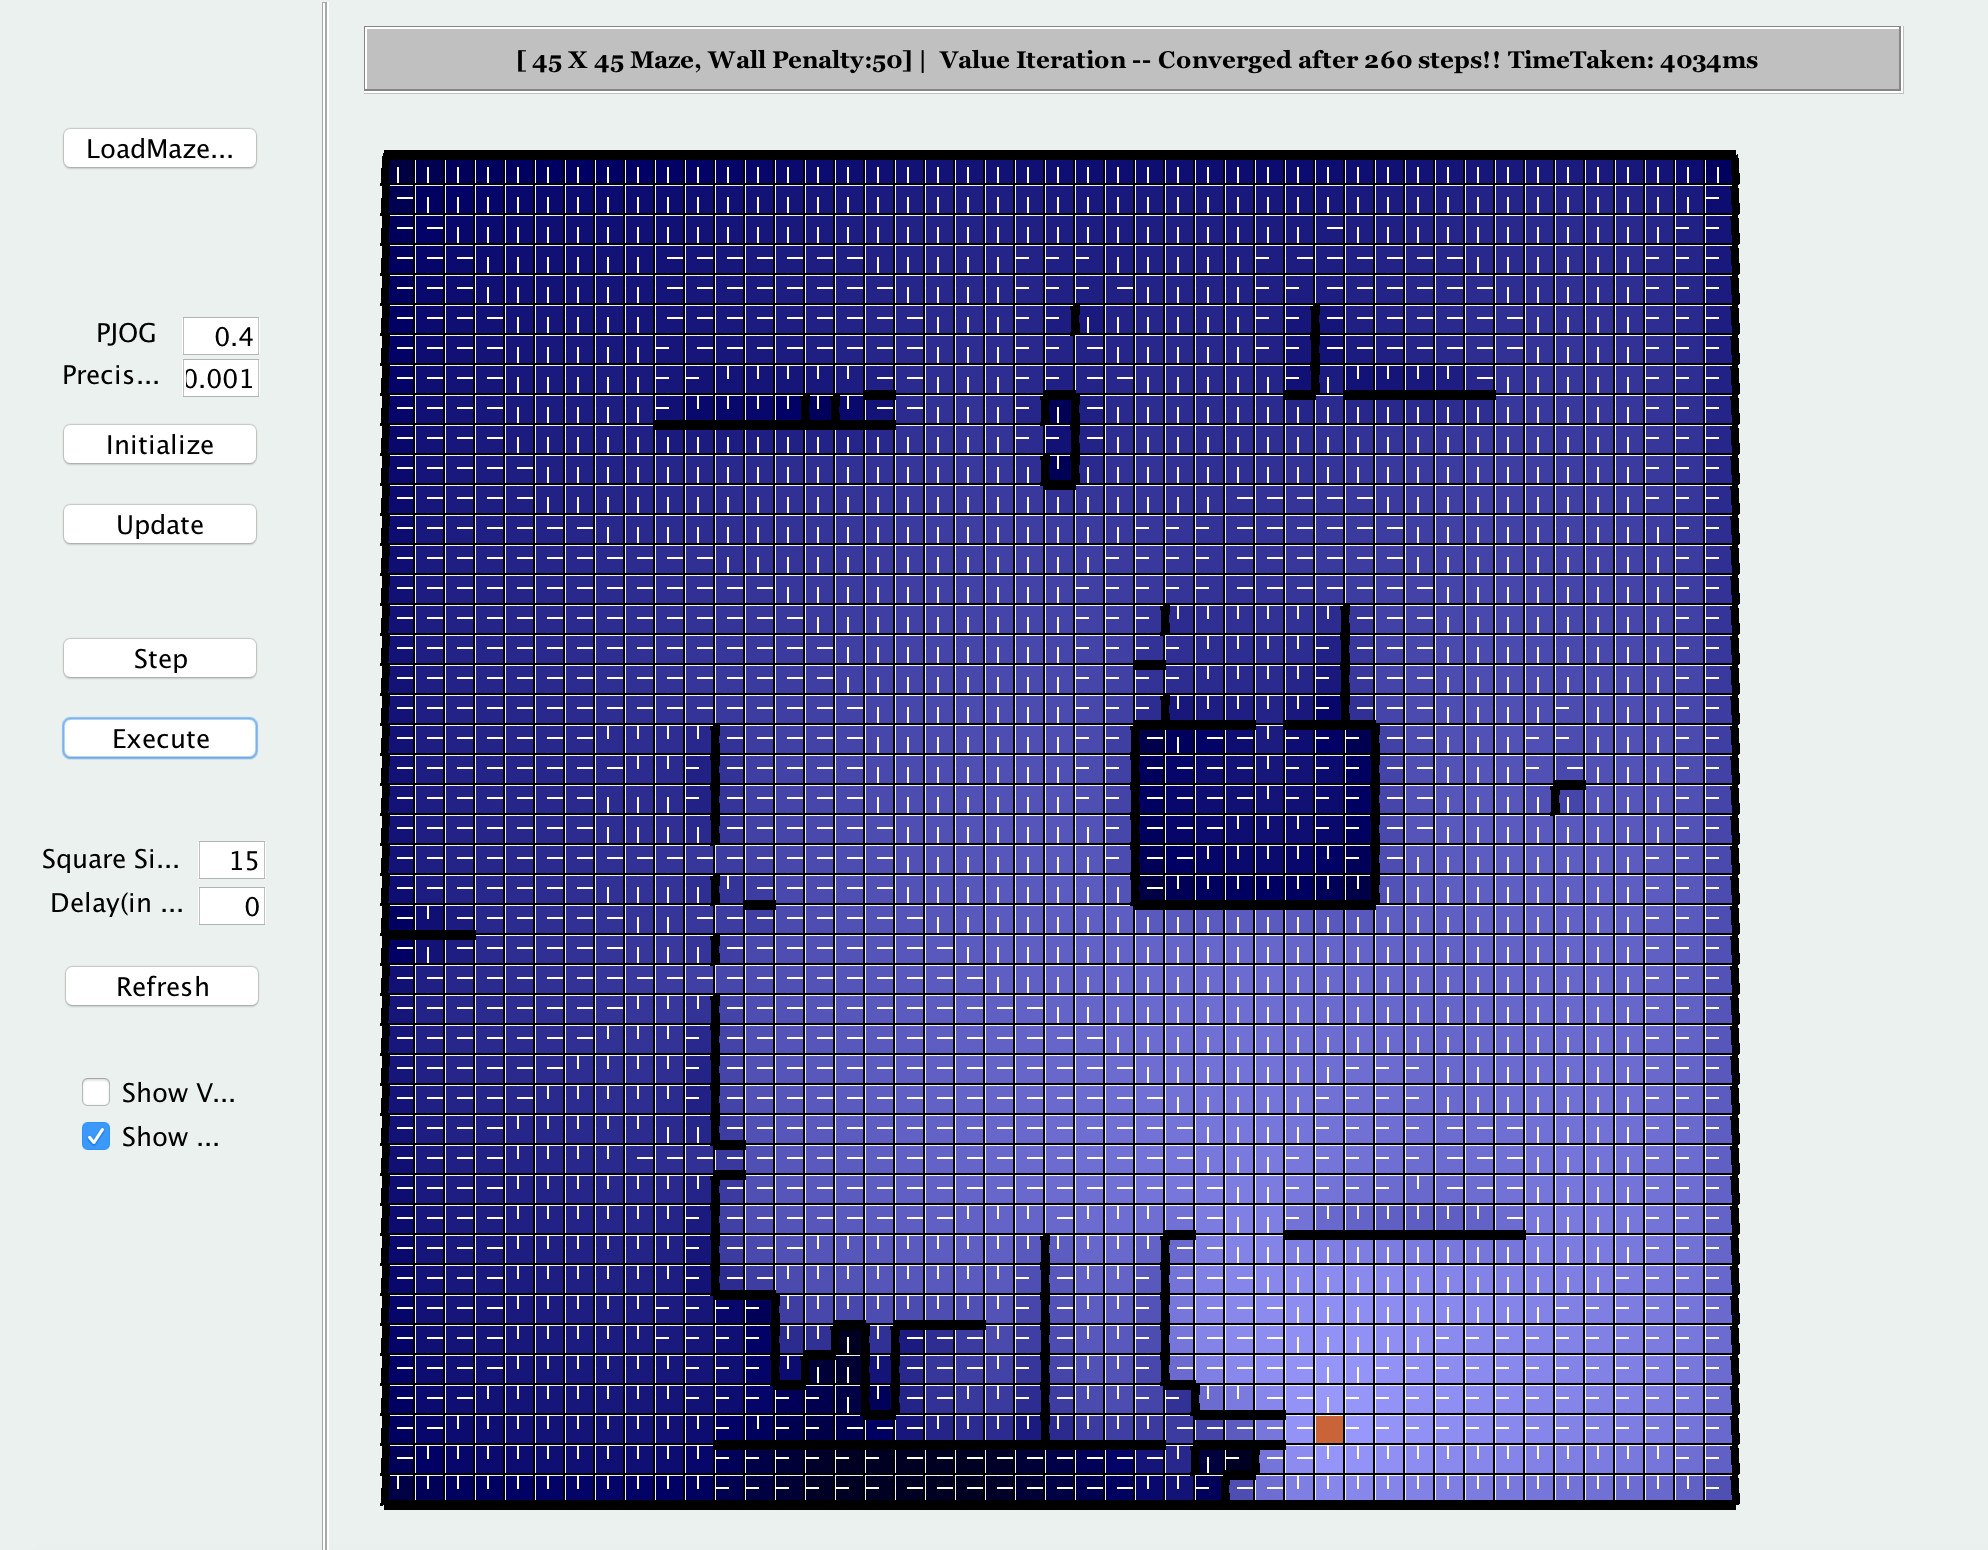 [ 45 X 45 Maze, Wall Penalty:50] | Value Iteration -- Converged after 260 steps!! TimeTaken: 4034ms
LoadMaze...
PJOG 0.4
Precis... 0.001
Initialize
Update
Step
Execute
Square Si... 15
Delay(in ... 0
Refresh
Show V...
Show ...